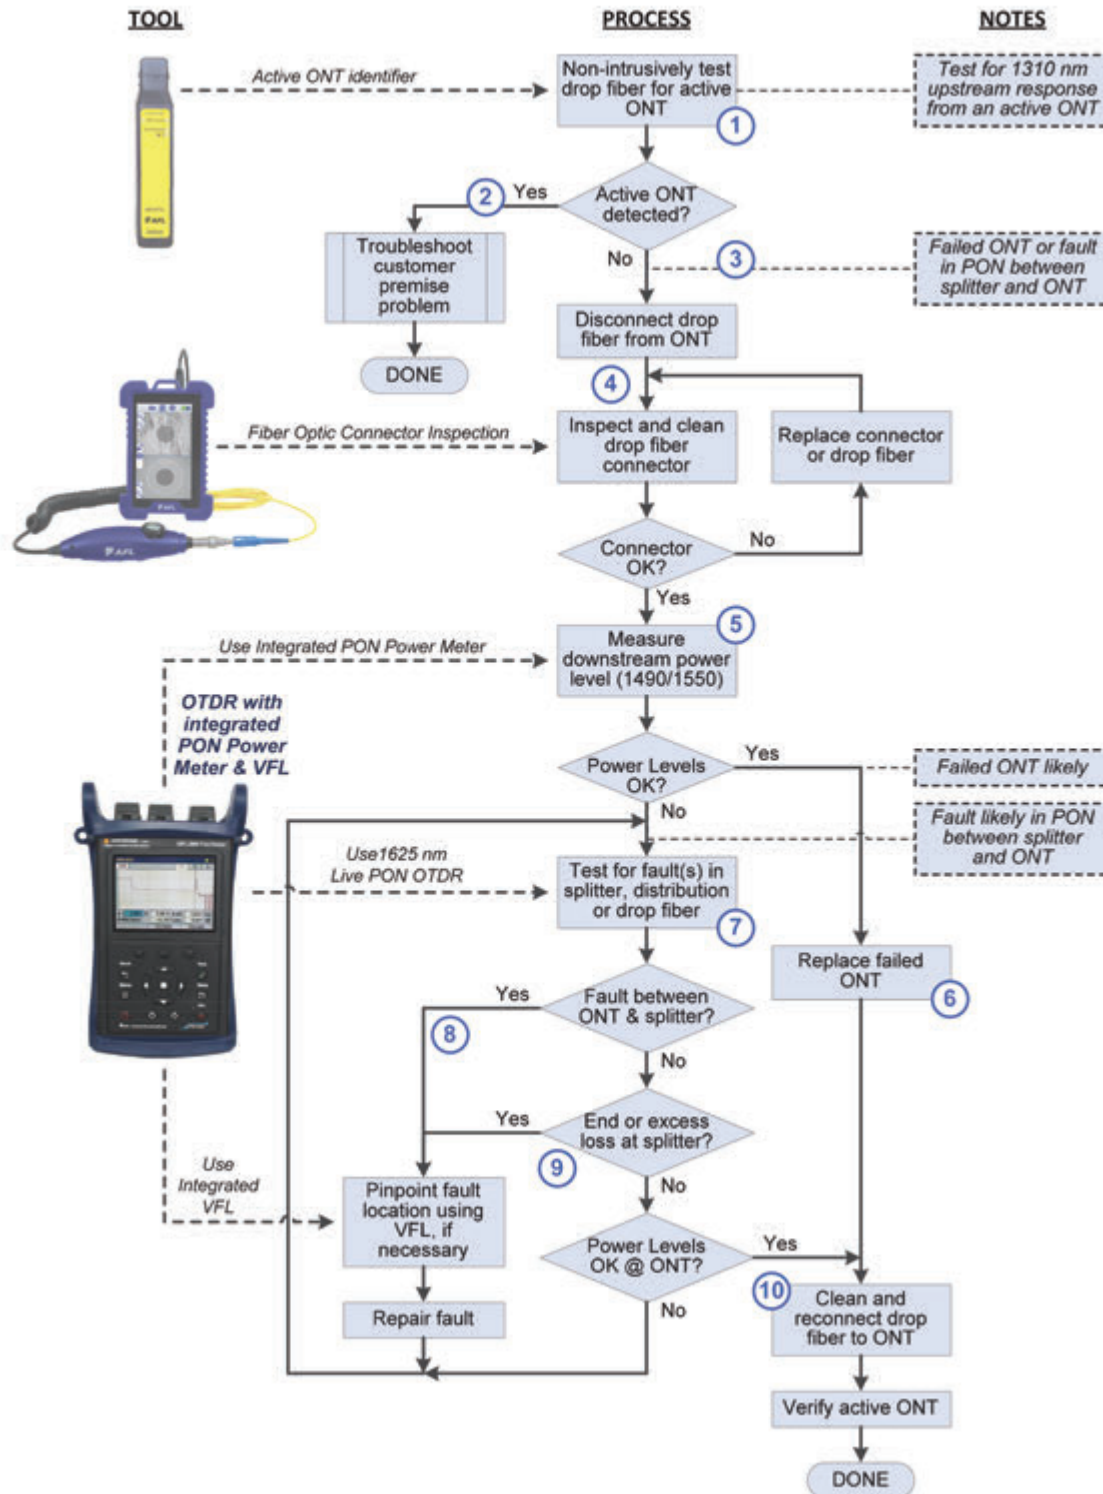 TOOL
PROCESS
NOTES
Active ONT identifier
Non-intrusively test
drop fiber for active
ONT
1
Test for 1310 nm
upstream response
from an active ONT
AFL
2
Yes
Active ONT
detected?
Troubleshoot
customer
premise
problem
No
3
Failed ONT or fault
in PON between
splitter and ONT
Disconnect drop
fiber from ONT
DONE
4
Fiber Optic Connector Inspection
Inspect and clean
drop fiber
connector
Replace connector
or drop fiber
AFL
AFL
Connector
OK?
No
Yes
5
Use Integrated PON Power Meter
Measure
downstream power
level (1490/1550)
OTDR with
integrated
PON Power
Meter & VFL
Power Levels
OK?
Yes
Failed ONT likely
No
Fault likely in PON
between splitter
and ONT
Use1625 nm
Live PON OTDR
Test for fault(s) in
splitter, distribution
or drop fiber
7
Replace failed
ONT
6
Yes
Fault between
ONT & splitter?
8
No
Yes
End or excess
loss at splitter?
9
No
Use
Integrated
VFL
Pinpoint fault
location using
VFL, if
necessary
Power Levels
OK @ ONT?
Yes
10
Clean and
reconnect drop
fiber to ONT
No
Repair fault
Verify active ONT
DONE